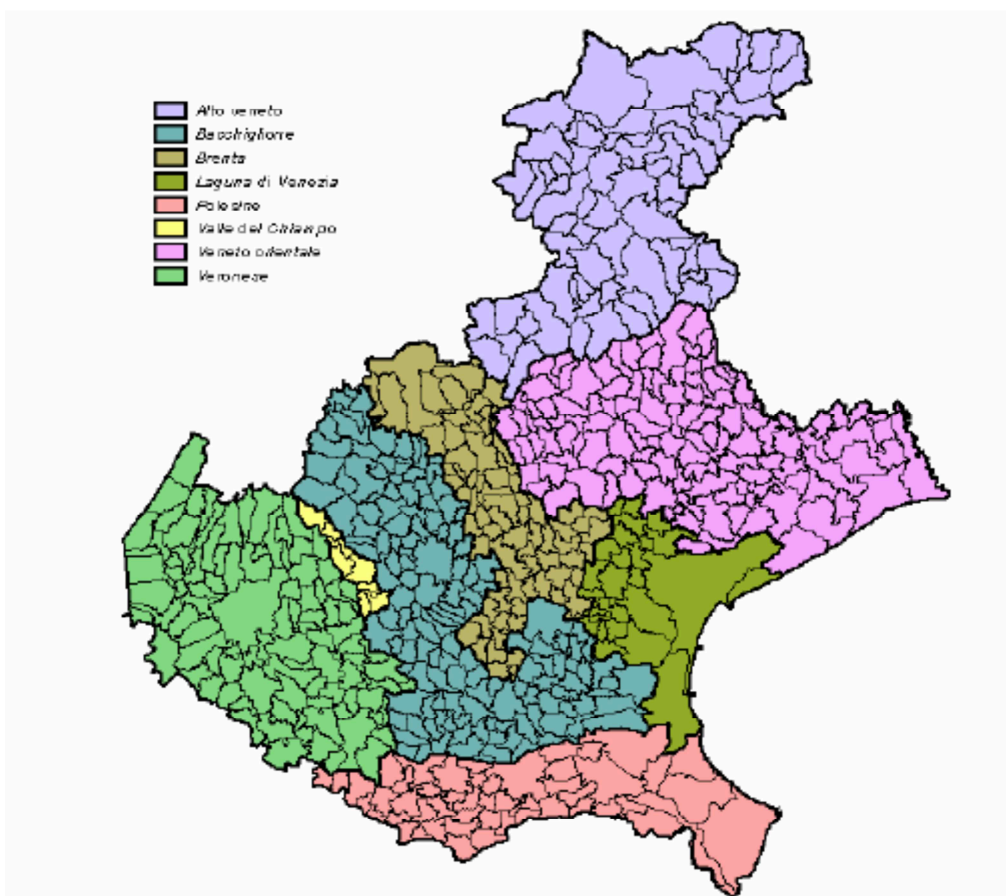 Alto veneto
Bacchiglione
Brenta
Laguna di Venezia
Polesine
Valle del Chiampo
Veneto orientale
Veronese